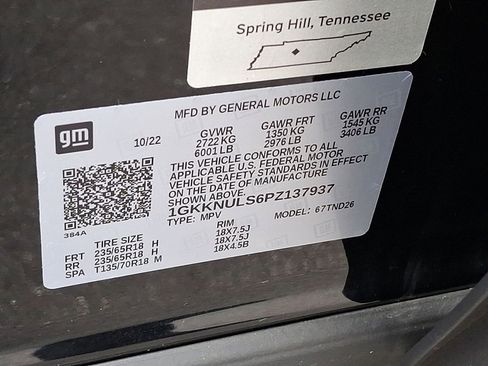 Spring Hill, Tennessee
gm
MFD BY GENERAL MOTORS LLC
10/22 GVWR GAWR FRT GAWR RR
2722 KG 1350 KG 1545 KG
6001 LB 2976 LB 3406 LB
THIS VEHICLE CONFORMS TO ALL
APPLICABLE U.S. FEDERAL MOTOR
VEHICLE SAFETY STANDARDS IN EFFECT
ON THE DATE OF MANUFACTURE
1GKKNULS6PZ137937
TYPE: MPV MODEL: 67TND26
384A
TIRE SIZE RIM
FRT 235/65R18 H 18X7.5J
RR 235/65R18 H 18X7.5J
SPA T135/70R18 M 18X4.5B